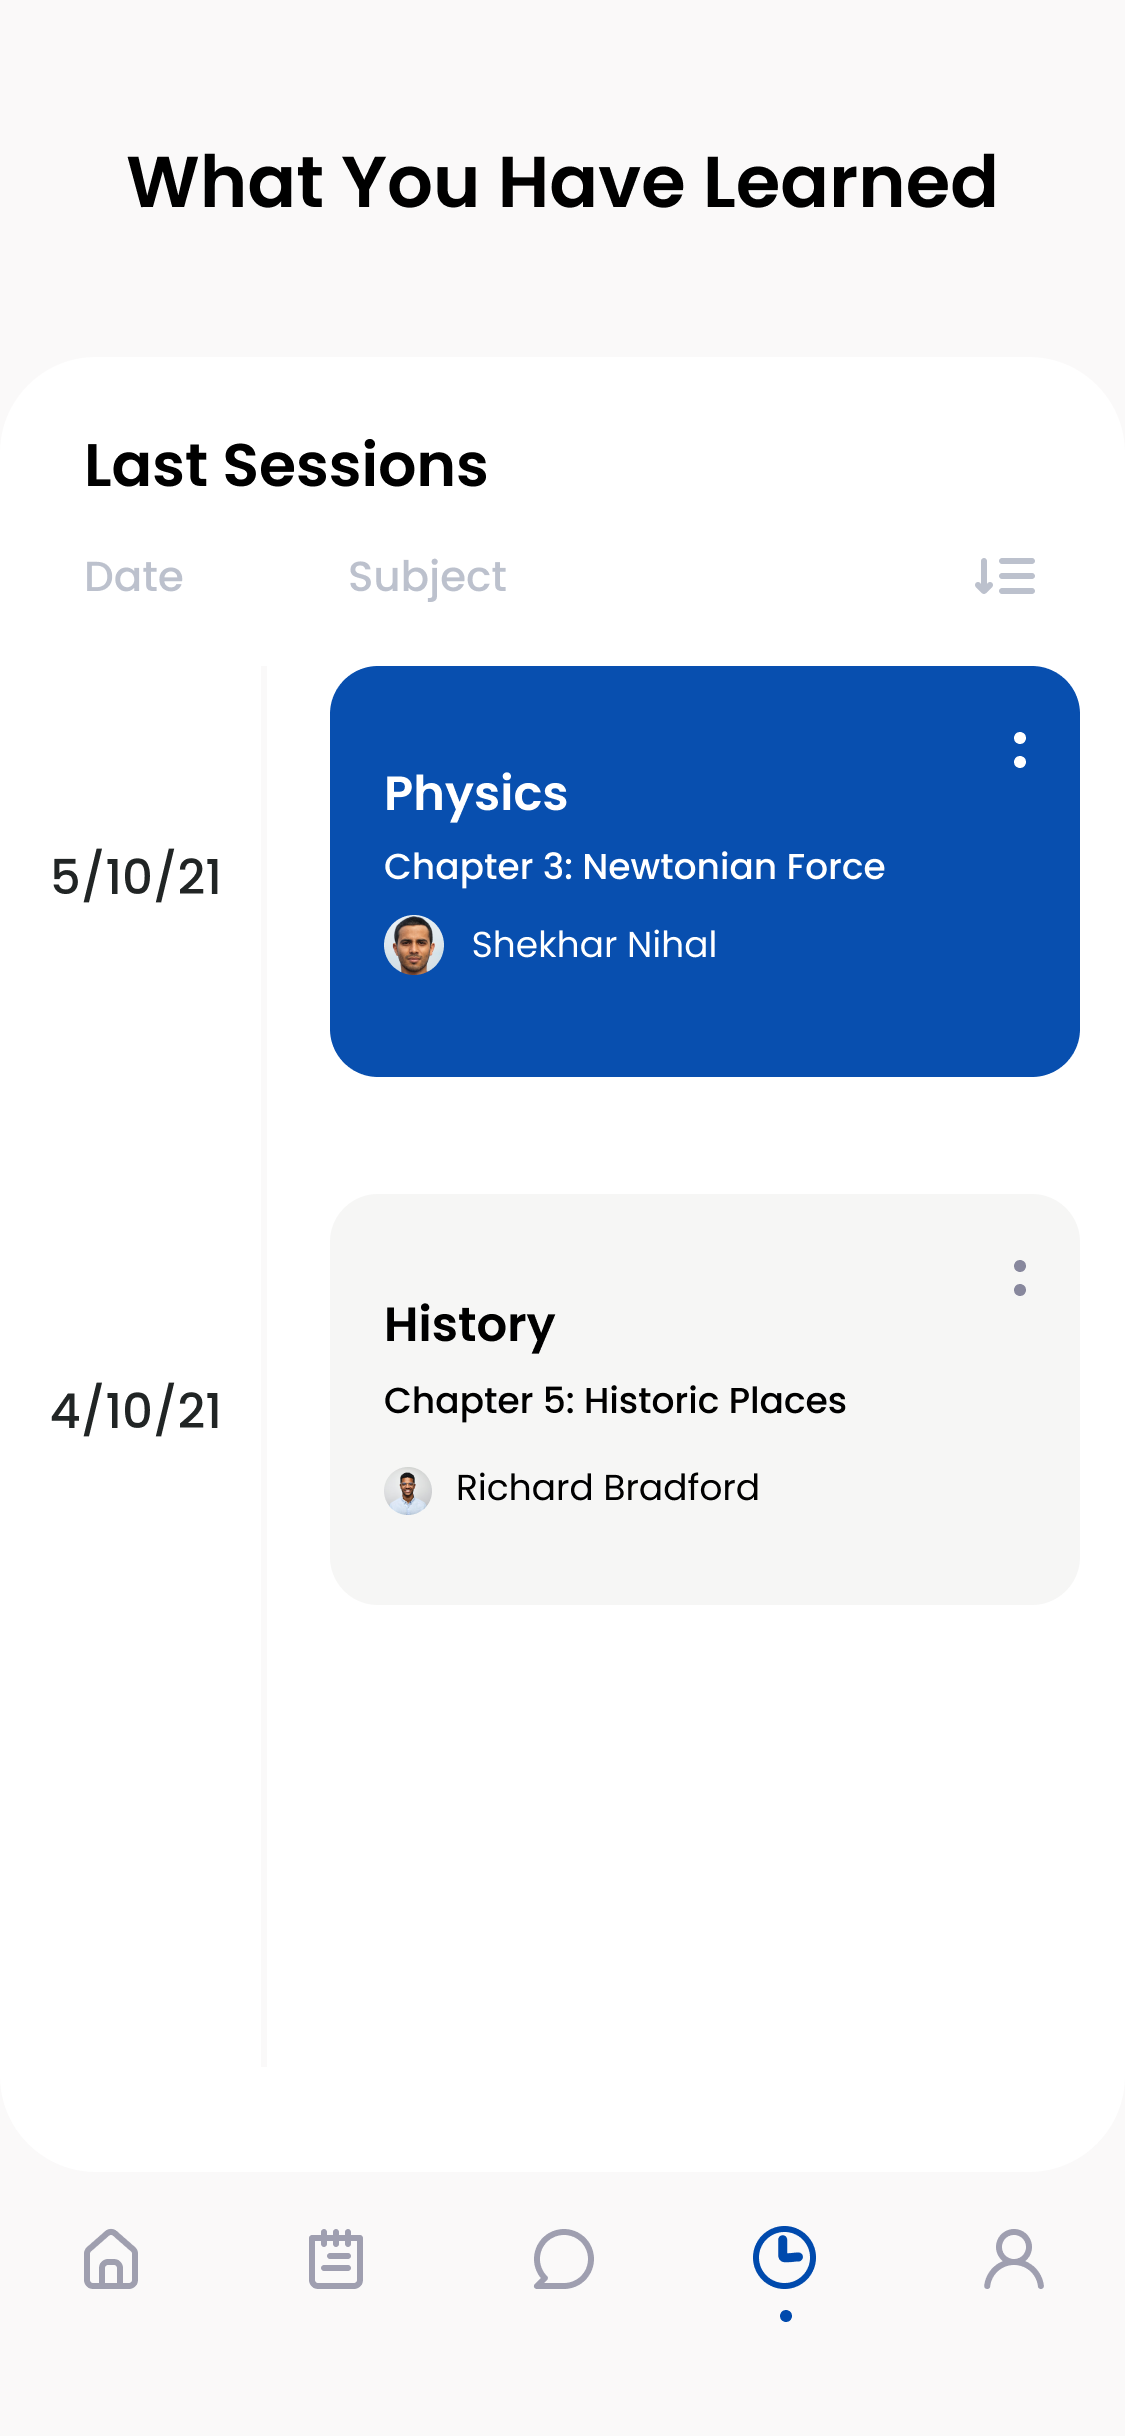 What You Have Learned
Last Sessions
Date Subject
5/10/21
Physics
Chapter 3: Newtonian Force
Shekhar Nihal
4/10/21
History
Chapter 5: Historic Places
Richard Bradford